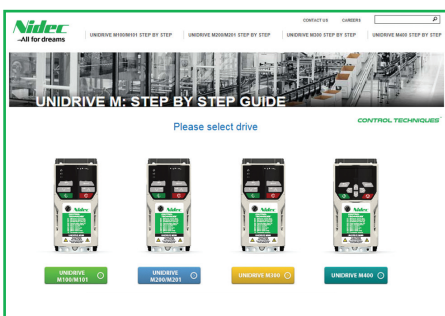 CONTACT US CAREERS
Nidec
-All for dreams
UNIDRIVE M100/M101 STEP BY STEP UNIDRIVE M200/M201 STEP BY STEP UNIDRIVE M300 STEP BY STEP UNIDRIVE M400 STEP BY STEP
UNIDRIVE M: STEP BY STEP GUIDE
Please select drive
CONTROL TECHNIQUES
UNIDRIVE
M100/M101
UNIDRIVE
M200/M201
UNIDRIVE M300
UNIDRIVE M400